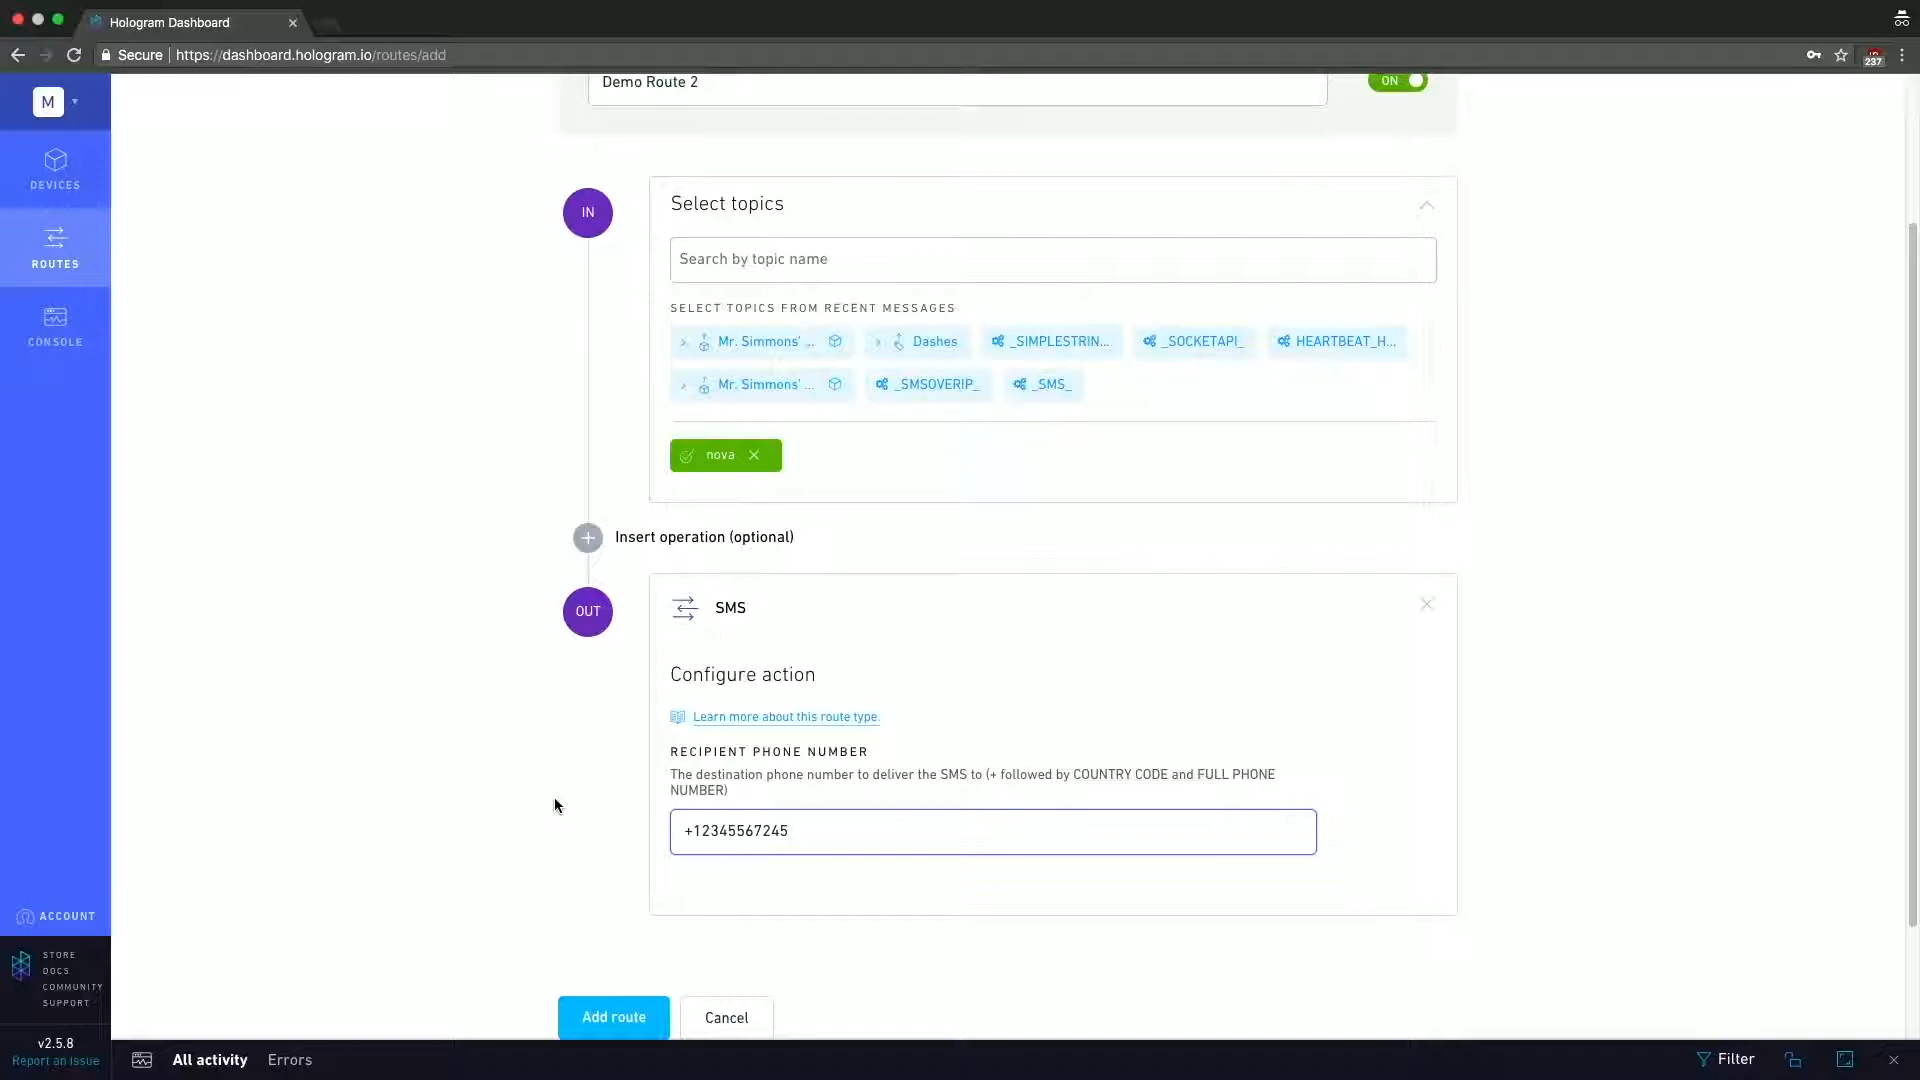 Hologram Dashboard
Secure
https://dashboard.hologram.io/routes/add
237
M
DEVICES
ROUTES
CONSOLE
ACCOUNT
STORE
DOCS
COMMUNITY
SUPPORT
v2.5.8
Report an Issue
Demo Route 2
ON
IN
Select topics
Search by topic name
SELECT TOPICS FROM RECENT MESSAGES
Mr. Simmons' ...
Dashes
_SIMPLESTRIN...
_SOCKETAPI_
HEARTBEAT_H...
Mr. Simmons' ...
_SMSOVERIP_
_SMS_
nova
Insert operation (optional)
OUT
SMS
Configure action
Learn more about this route type.
RECIPIENT PHONE NUMBER
The destination phone number to deliver the SMS to (+ followed by COUNTRY CODE and FULL PHONE
NUMBER)
+12345567245
Add route
Cancel
All activity
Errors
Filter